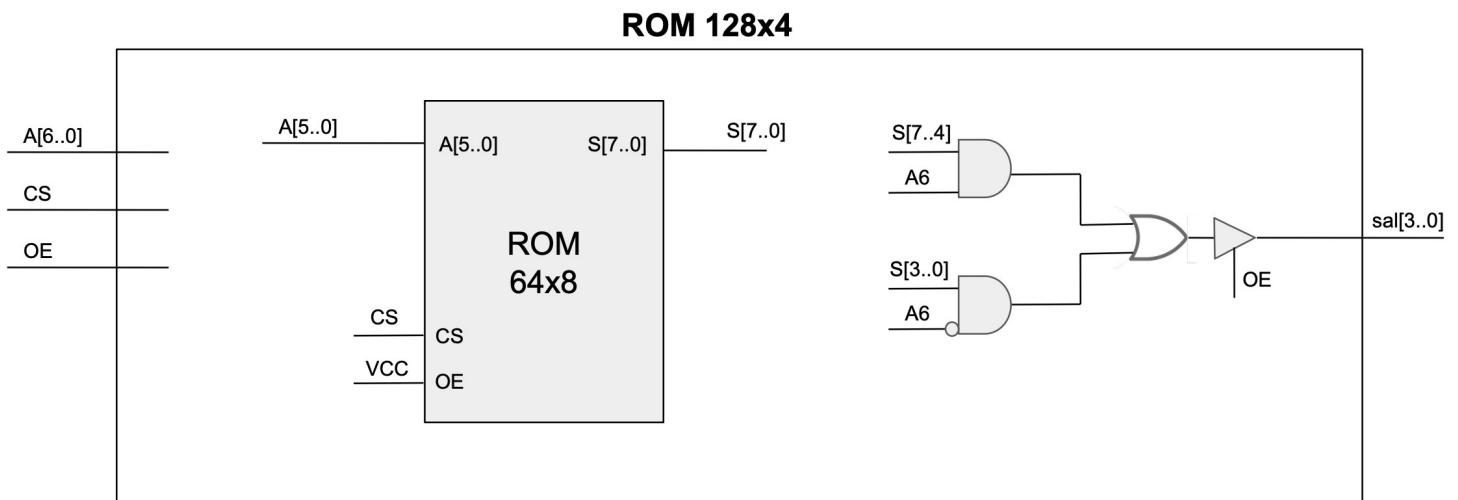 ROM 128x4
A[6..0]
CS
OE
A[5..0]
A[5..0]
S[7..0]
S[7..0]
ROM
64x8
CS
CS
VCC
OE
S[7..4]
A6
S[3..0]
A6
OE
sal[3..0]